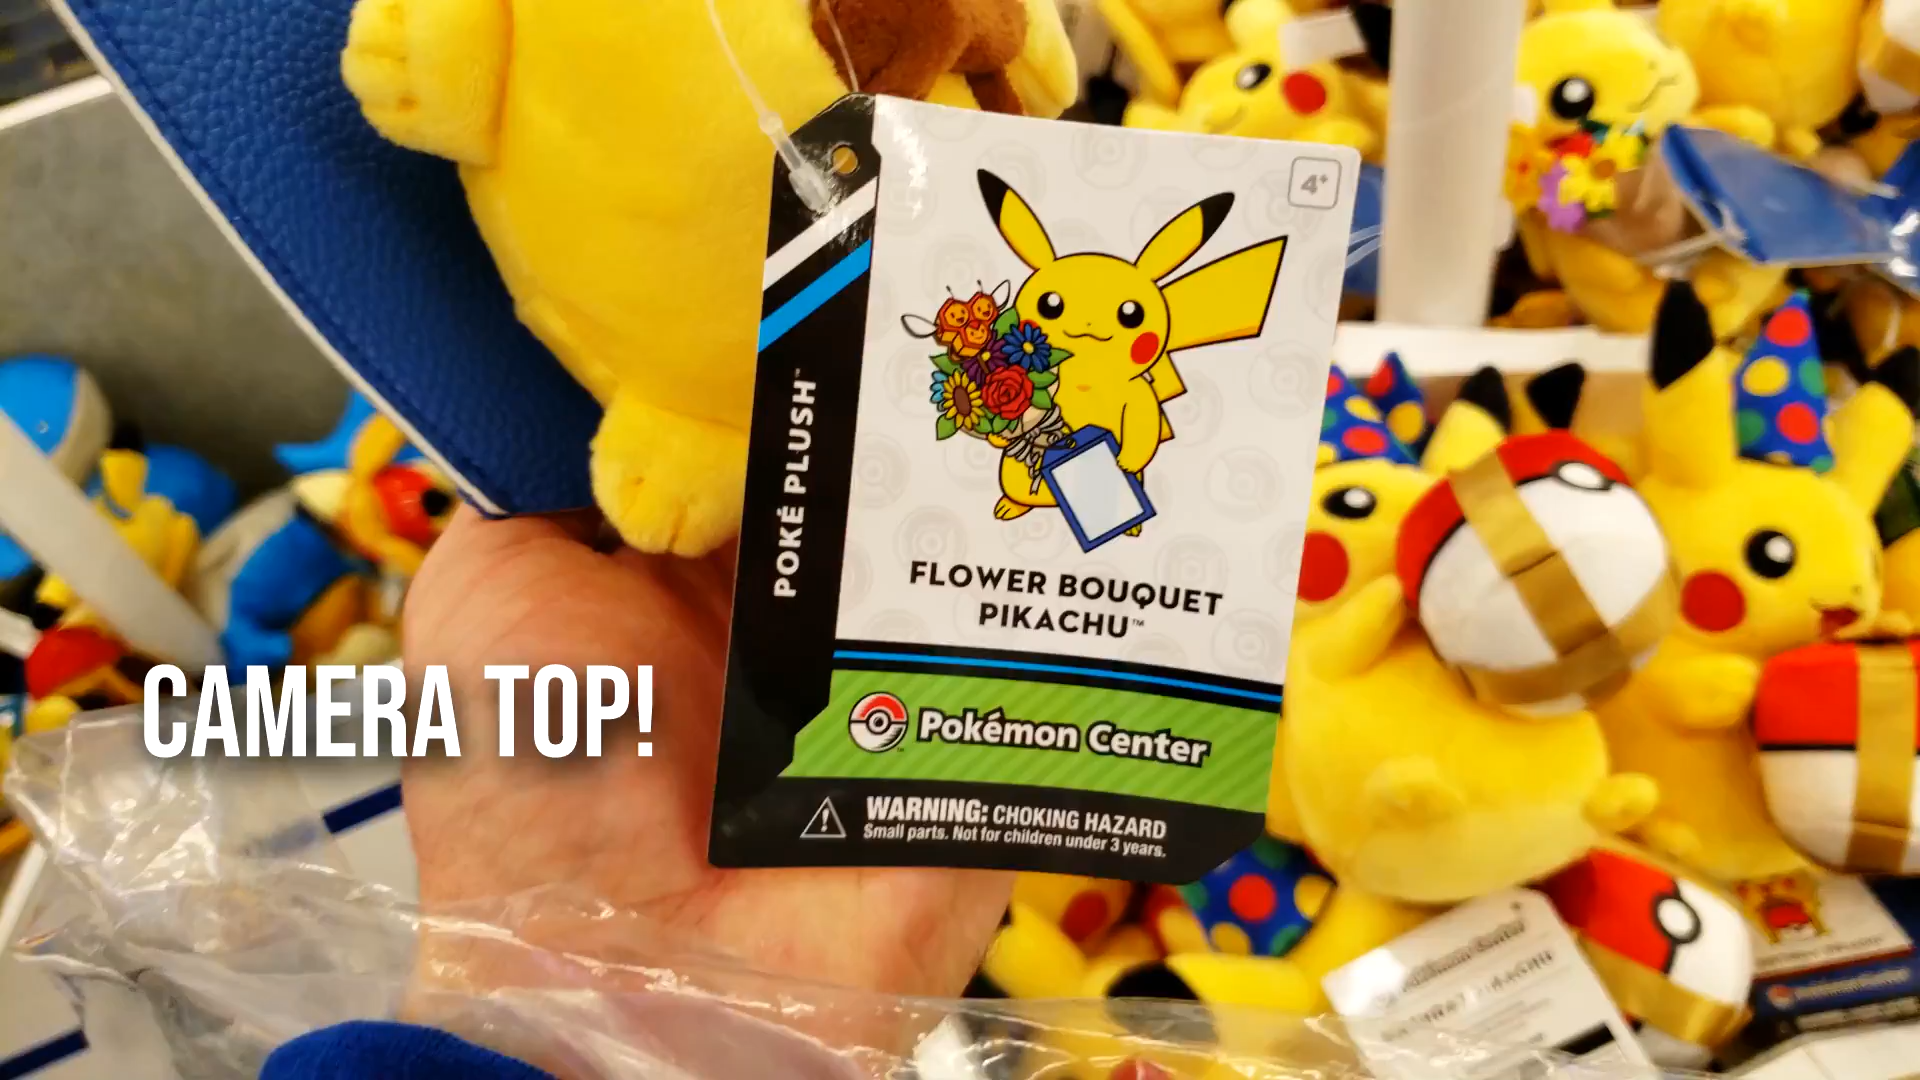 4+
POKÉ PLUSH™
FLOWER BOUQUET
PIKACHU™
Pokémon Center
WARNING: CHOKING HAZARD
Small parts. Not for children under 3 years.
CAMERA TOP!